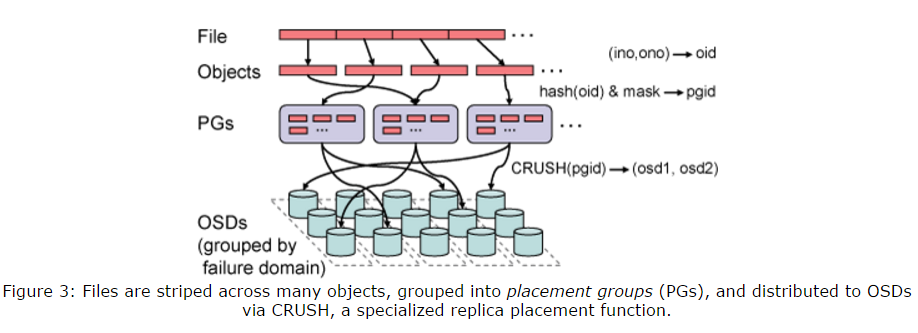 File
...
(ino,ono) → oid
Objects
...
hash(oid) & mask → pgid
PGs
... ... ...
...
CRUSH(pgid) → (osd1, osd2)
OSDs
(grouped by
failure domain)
Figure 3: Files are striped across many objects, grouped into placement groups (PGs), and distributed to OSDs
via CRUSH, a specialized replica placement function.